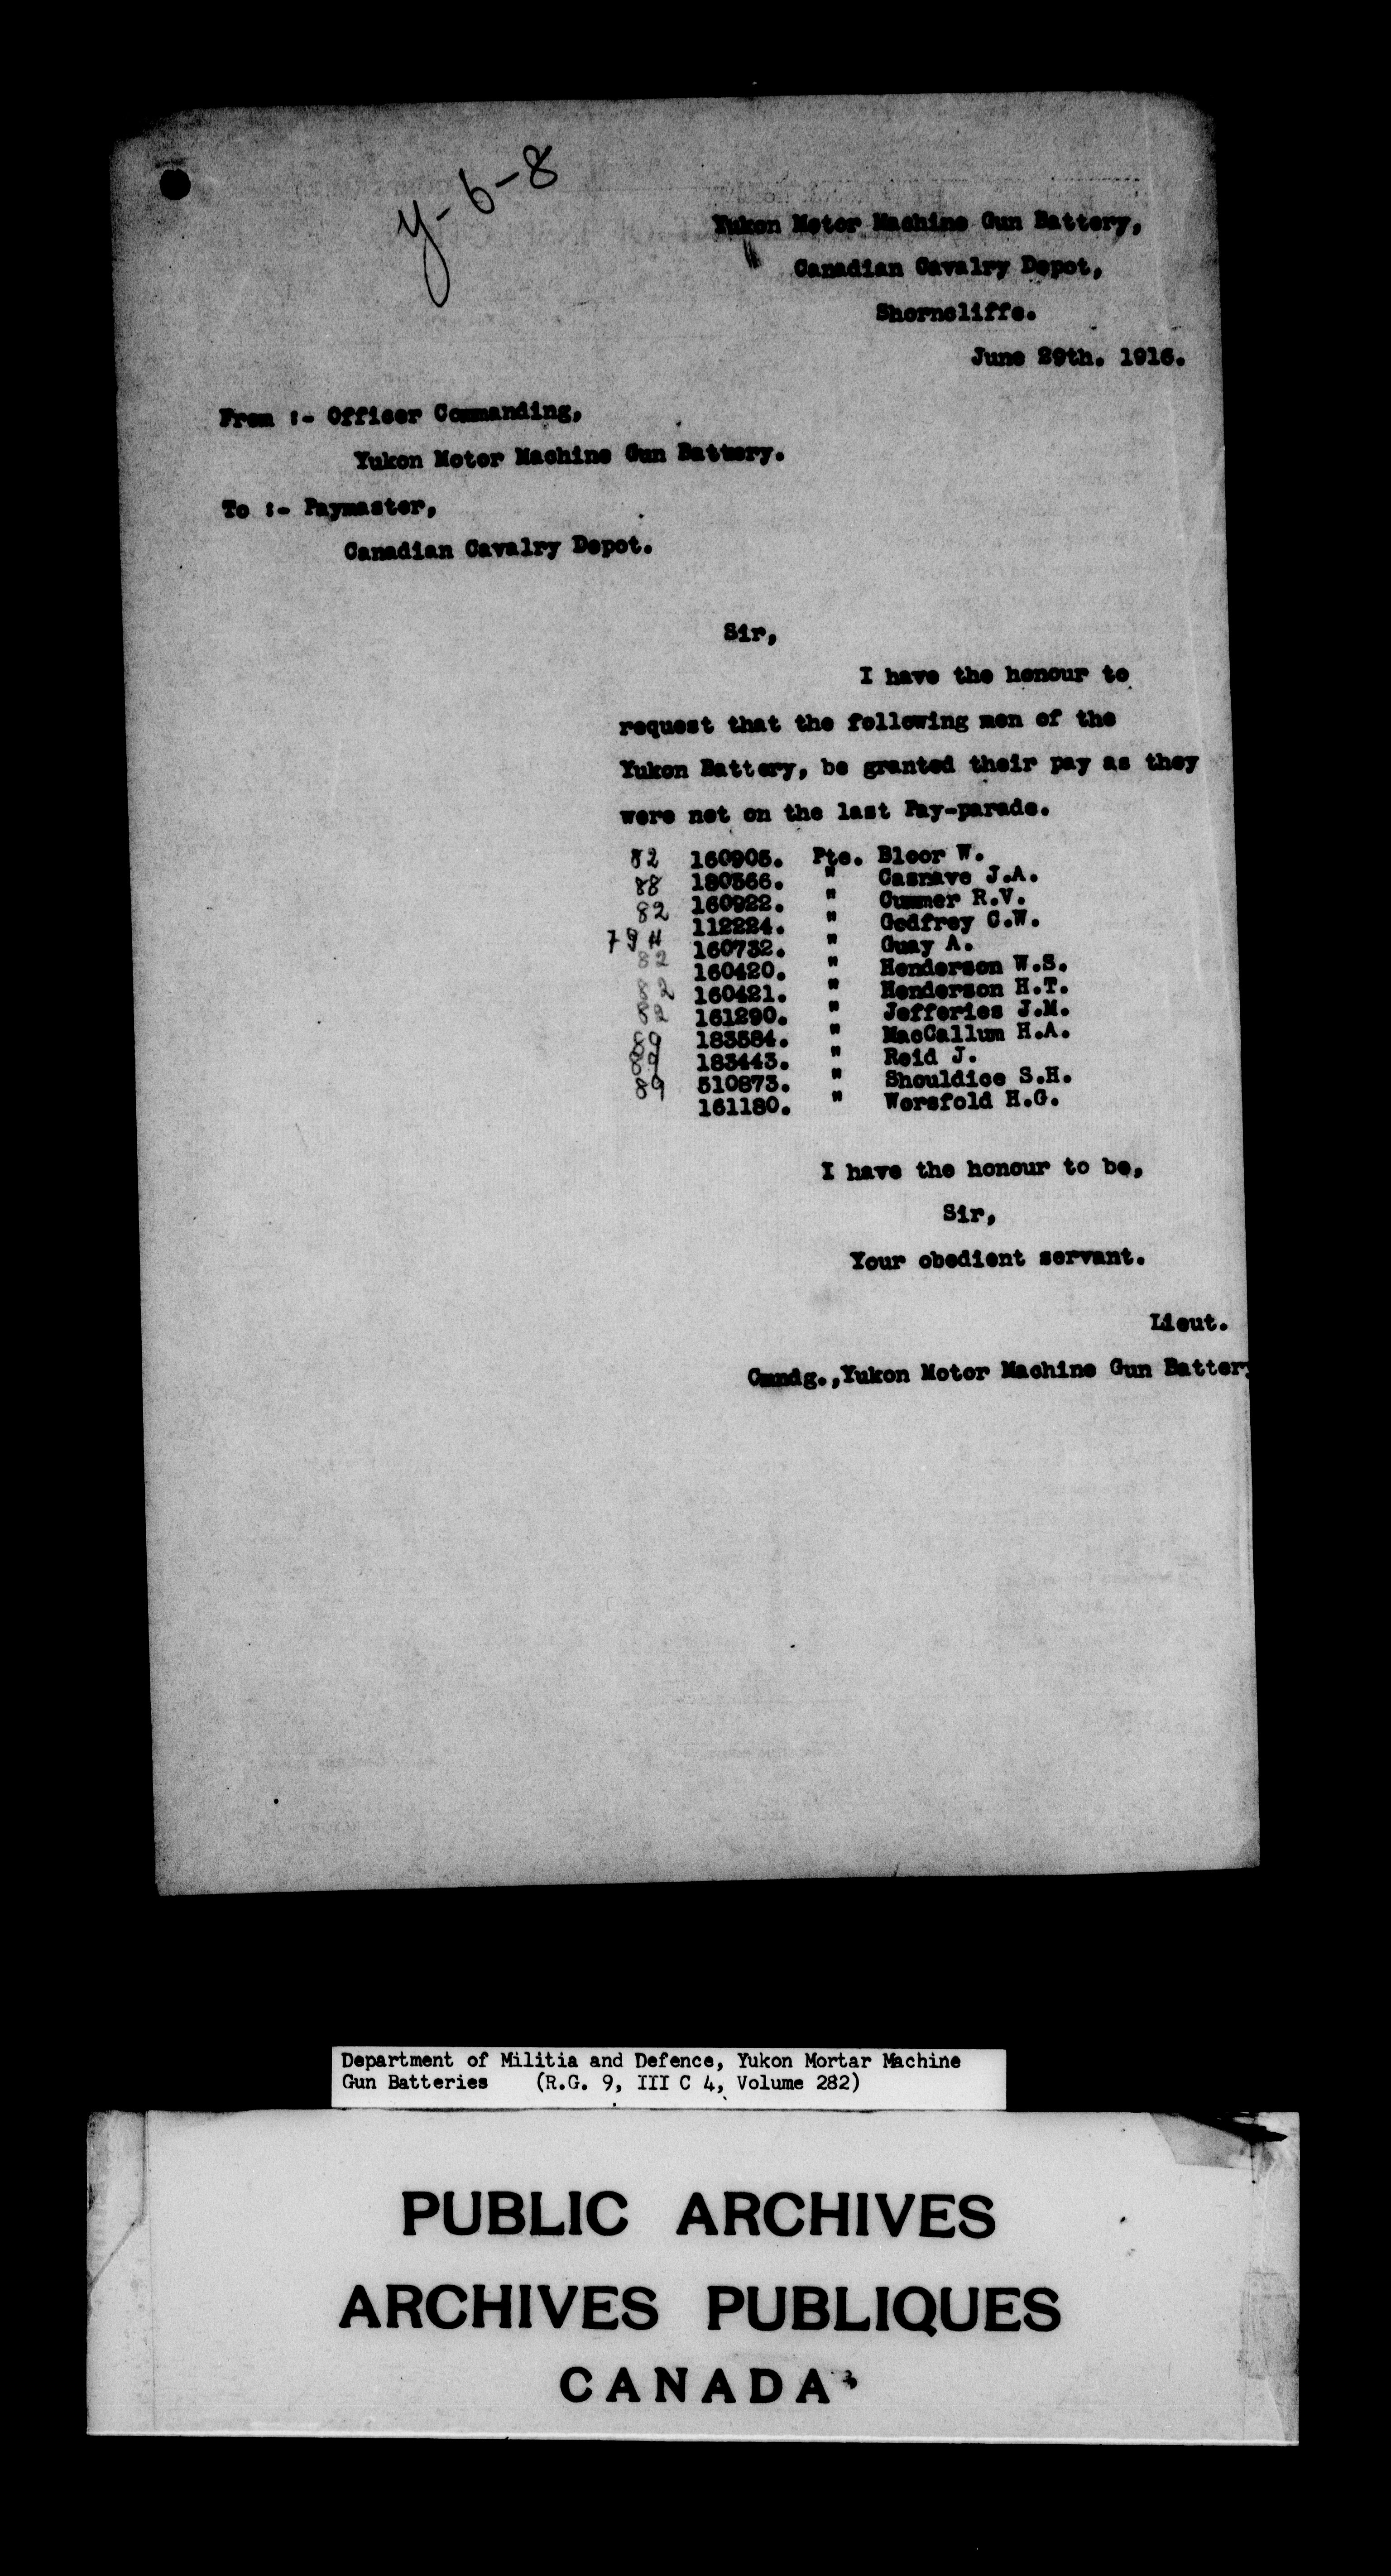 y-6-8
Yukon Motor Machine Gun Battery,
Canadian Cavalry Depot,
Shorncliffe.
June 29th. 1916.
From :- Officer Commanding,
Yukon Motor Machine Gun Battery.
To :- Paymaster,
Canadian Cavalry Depot.
Sir,
I have the honour to
request that the following men of the
Yukon Battery, be granted their pay as they
were not on the last Pay-parade.
82 160905. Pte. Bloor W.
88 180366. " Casnave J.A.
82 160922. " Cummer R.V.
79 H 112224. " Godfrey C.W.
82 160732. " Guay A.
82 160420. " Henderson W.S.
82 160421. " Henderson H.T.
161290. " Jefferies J.M.
89 183584. " MacCallum H.A.
89 183443. " Reid J.
89 510873. " Shouldice S.H.
161180. " Worsfold H.G.
I have the honour to be,
Sir,
Your obedient servant.
Lieut.
Cmndg.,Yukon Motor Machine Gun Battery
Department of Militia and Defence, Yukon Mortar Machine
Gun Batteries (R.G. 9, III C 4, Volume 282)
PUBLIC ARCHIVES
ARCHIVES PUBLIQUES
CANADA